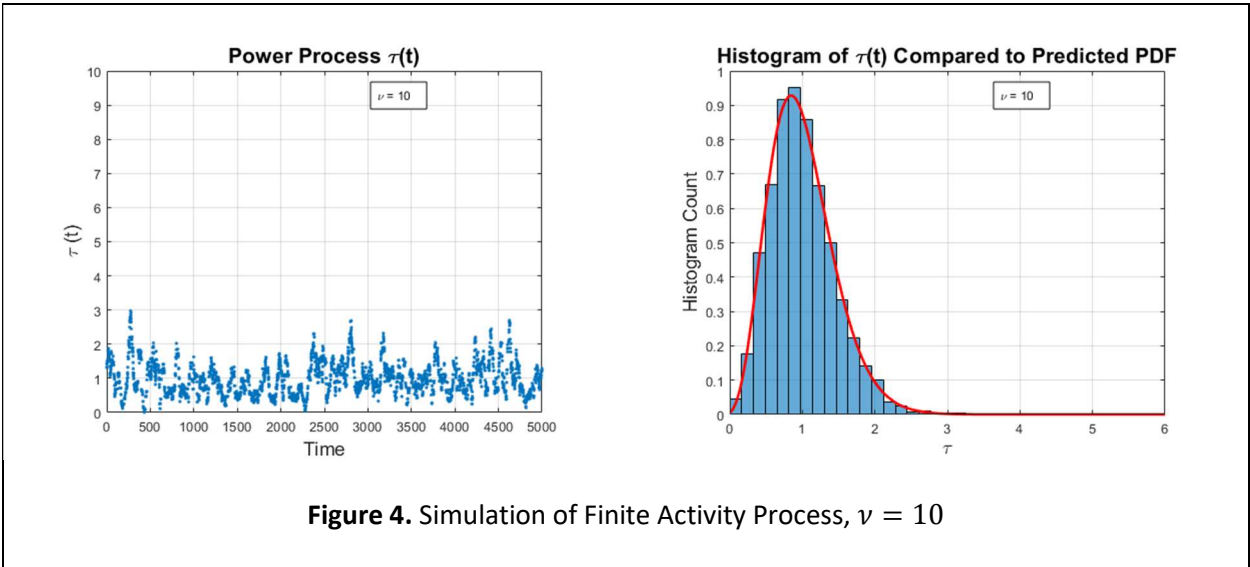 Power Process τ(t)
10
9
8
7
6
5
4
3
2
1
0
τ (t)
ν = 10
0 500 1000 1500 2000 2500 3000 3500 4000 4500 5000
Time
Histogram of τ(t) Compared to Predicted PDF
1
0.9
0.8
0.7
0.6
0.5
0.4
0.3
0.2
0.1
0
Histogram Count
ν = 10
0 1 2 3 4 5 6
τ
Figure 4. Simulation of Finite Activity Process, ν = 10